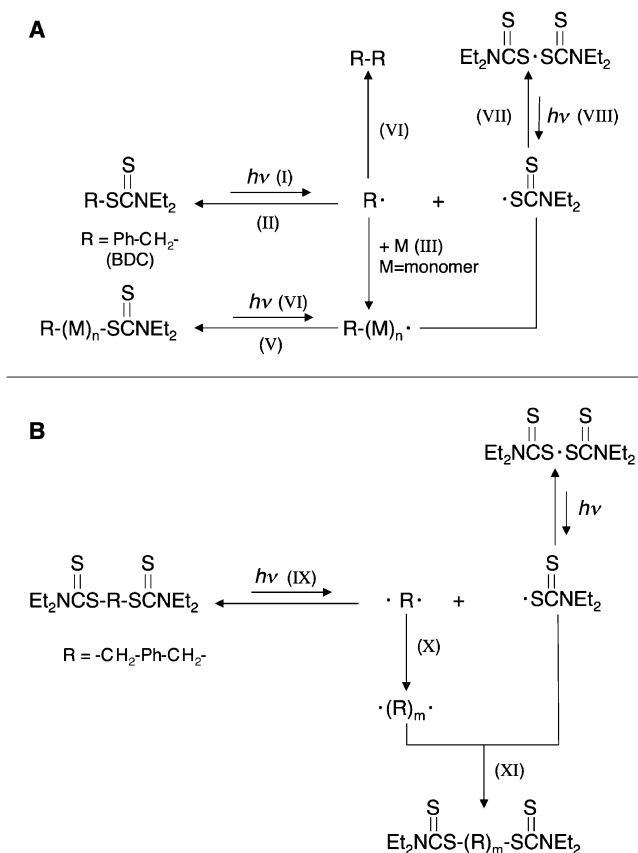 A
S S
Et₂NCS·SCNEt₂
R-R
(VI)
(VII) hν (VIII)
S
R-SCNEt₂
hν (I)
(II)
R·
+
S
·SCNEt₂
R = Ph-CH₂-
(BDC)
+ M (III)
M=monomer
S
R-(M)ₙ-SCNEt₂
hν (VI)
(V)
R-(M)ₙ·
B
S S
Et₂NCS·SCNEt₂
hν
S S
Et₂NCS-R-SCNEt₂
hν (IX)
·R·
+
S
·SCNEt₂
R = -CH₂-Ph-CH₂-
(X)
·(R)ₘ·
(XI)
S S
Et₂NCS-(R)ₘ-SCNEt₂